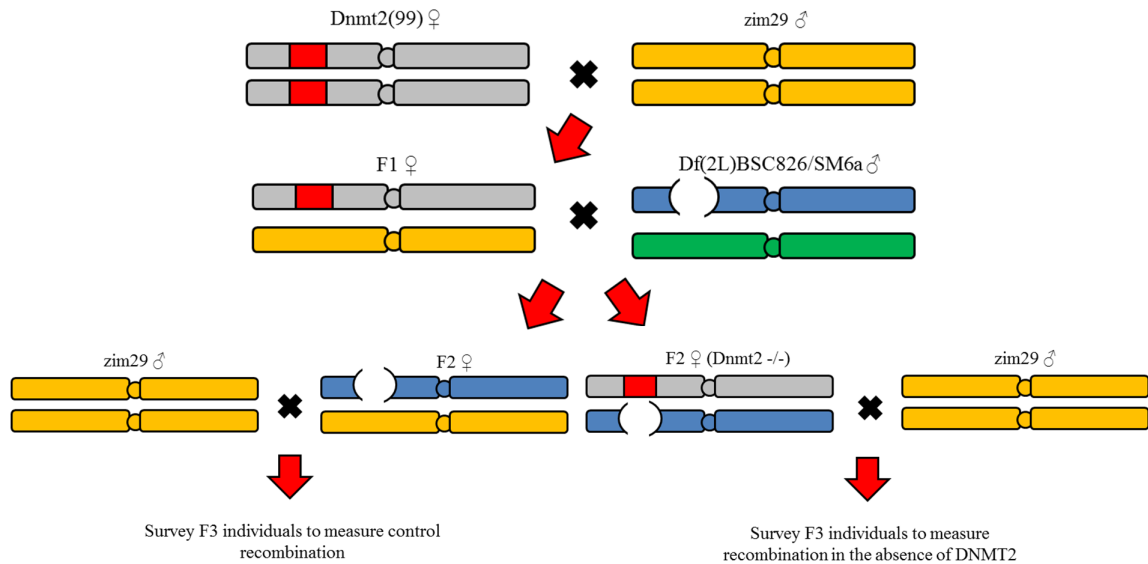 Dnmt2(99) ♀
zim29 ♂
F1 ♀
Df(2L)BSC826/SM6a ♂
zim29 ♂
F2 ♀
F2 ♀ (Dnmt2 -/-)
zim29 ♂
Survey F3 individuals to measure control
recombination
Survey F3 individuals to measure
recombination in the absence of DNMT2